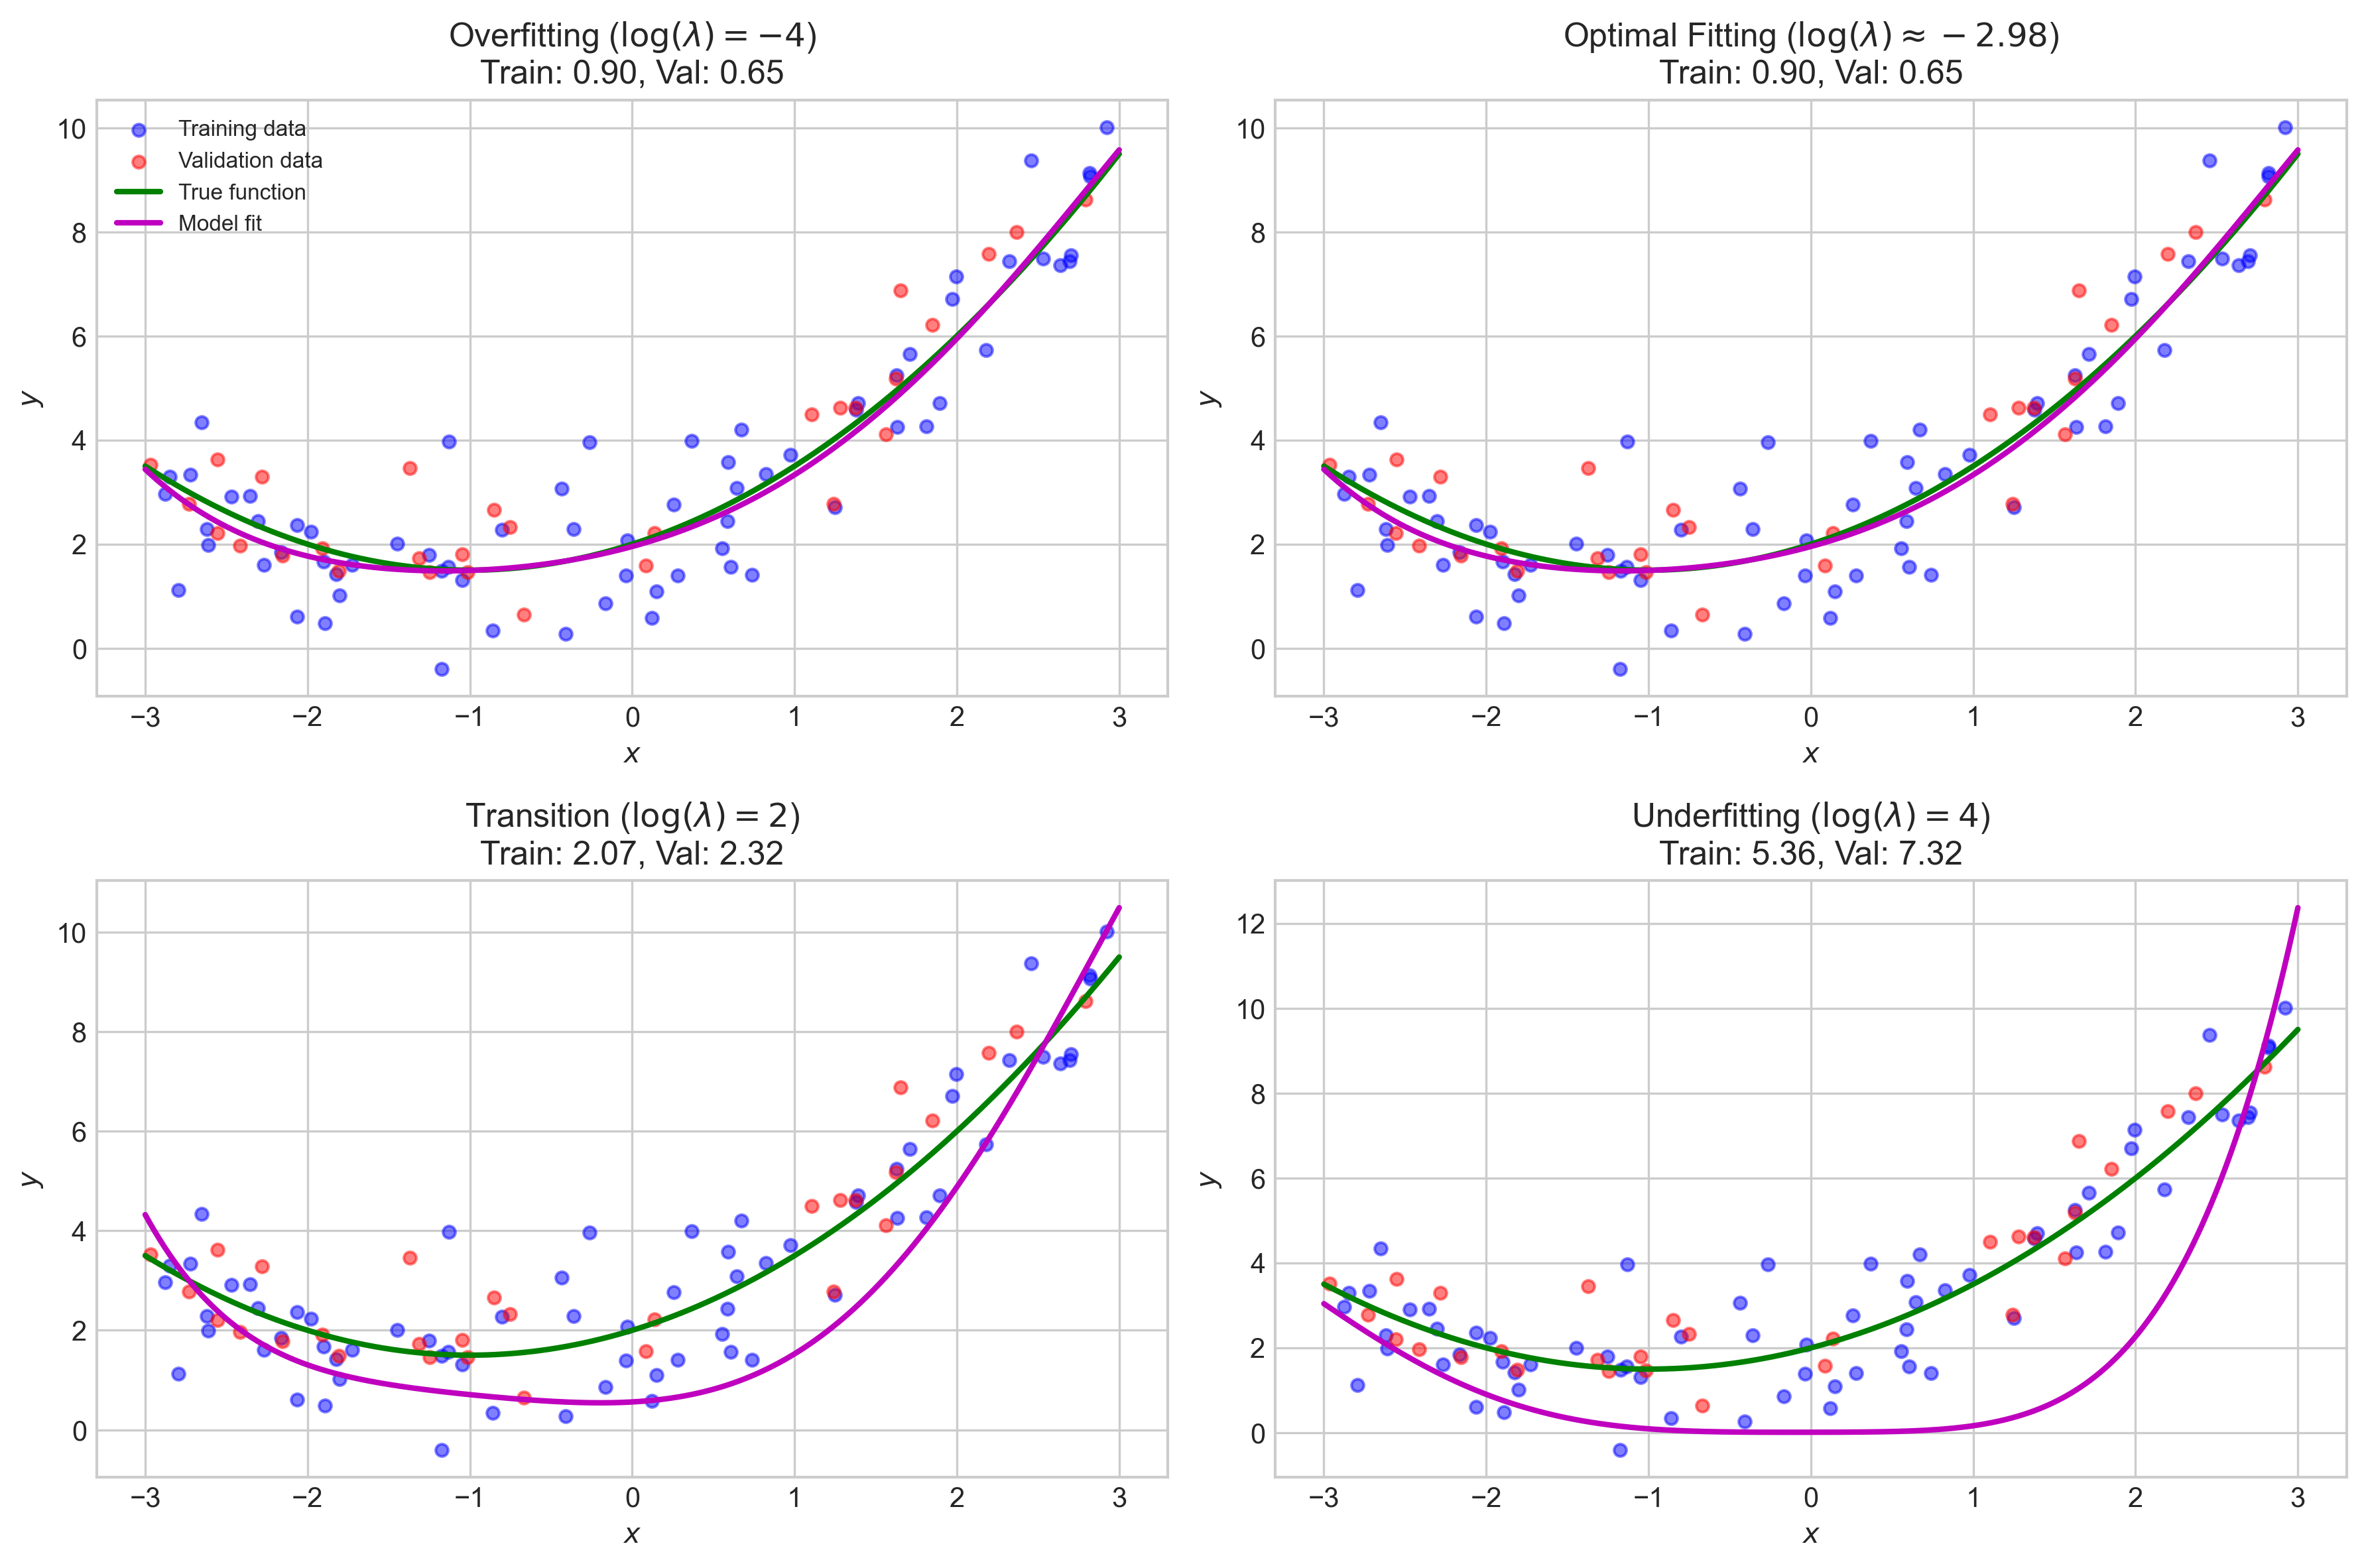 Overfitting (log(λ) = −4)
Train: 0.90, Val: 0.65
Training data
Validation data
True function
Model fit
10
8
6
4
2
0
y
−3 −2 −1 0 1 2 3
x
Optimal Fitting (log(λ) ≈ − 2.98)
Train: 0.90, Val: 0.65
10
8
6
4
2
0
y
−3 −2 −1 0 1 2 3
x
Transition (log(λ) = 2)
Train: 2.07, Val: 2.32
10
8
6
4
2
0
y
−3 −2 −1 0 1 2 3
x
Underfitting (log(λ) = 4)
Train: 5.36, Val: 7.32
12
10
8
6
4
2
0
y
−3 −2 −1 0 1 2 3
x